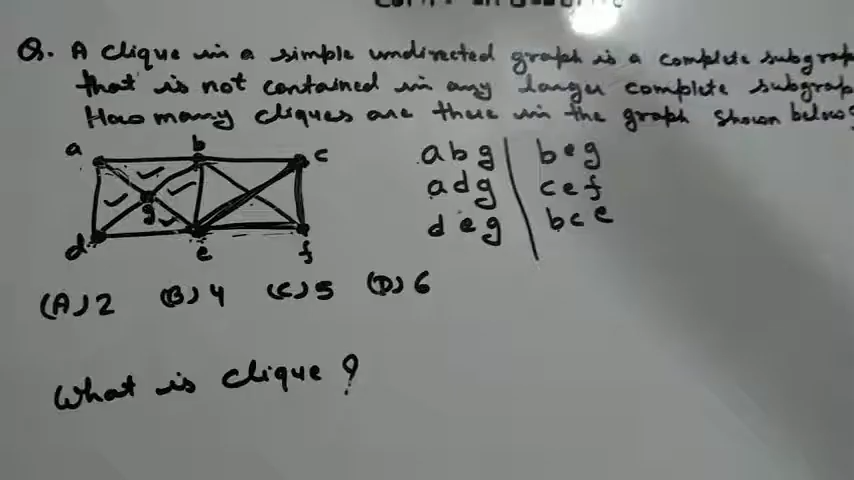 Q. A clique in a simple undirected graph is a complete subgrap
that is not contained in any larger complete subgrap
How many cliques are there in the graph shown below?
a b c
g
d e f
abg beg
adg cef
deg bce
(A) 2 (B) 4 (C) 5 (D) 6
What is clique?